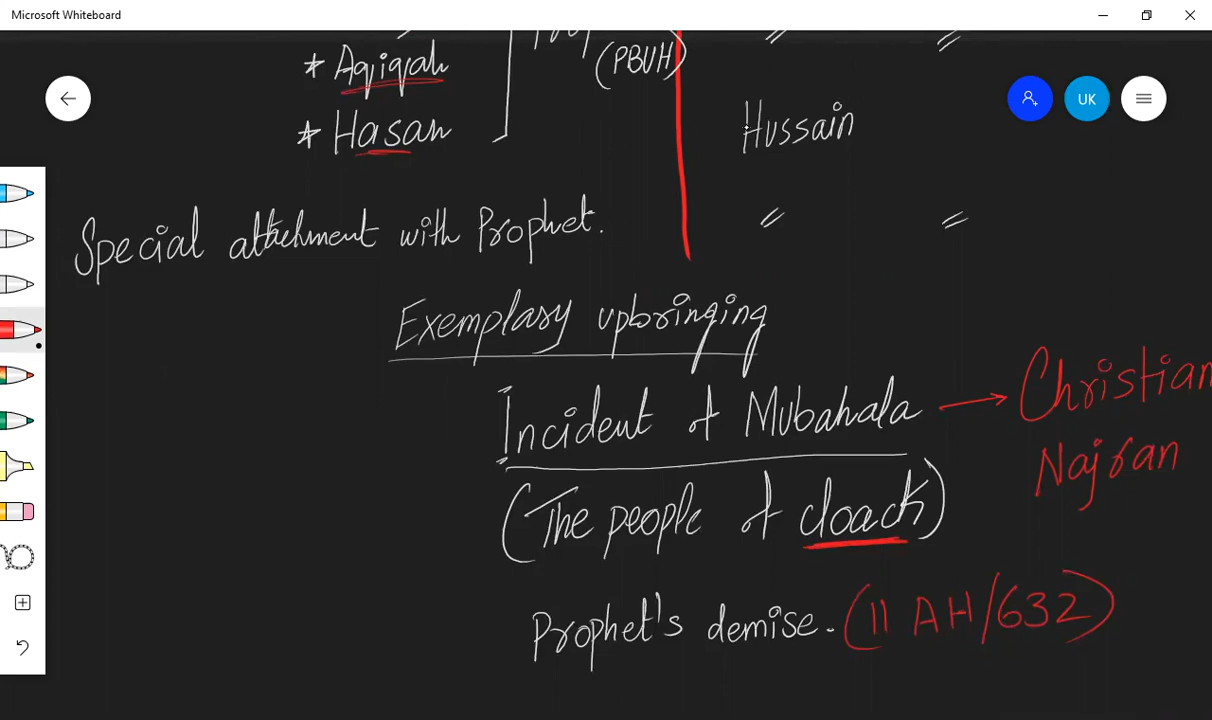 Microsoft Whiteboard
* Aqiqah
(PBUH)
* Hasan
Hussain
UK
Special attachment with Prophet.
Exemplary upbringing
Incident of Mubahala → Christian
Najran
(The people of cloack)
Prophet's demise. (11 AH/632)